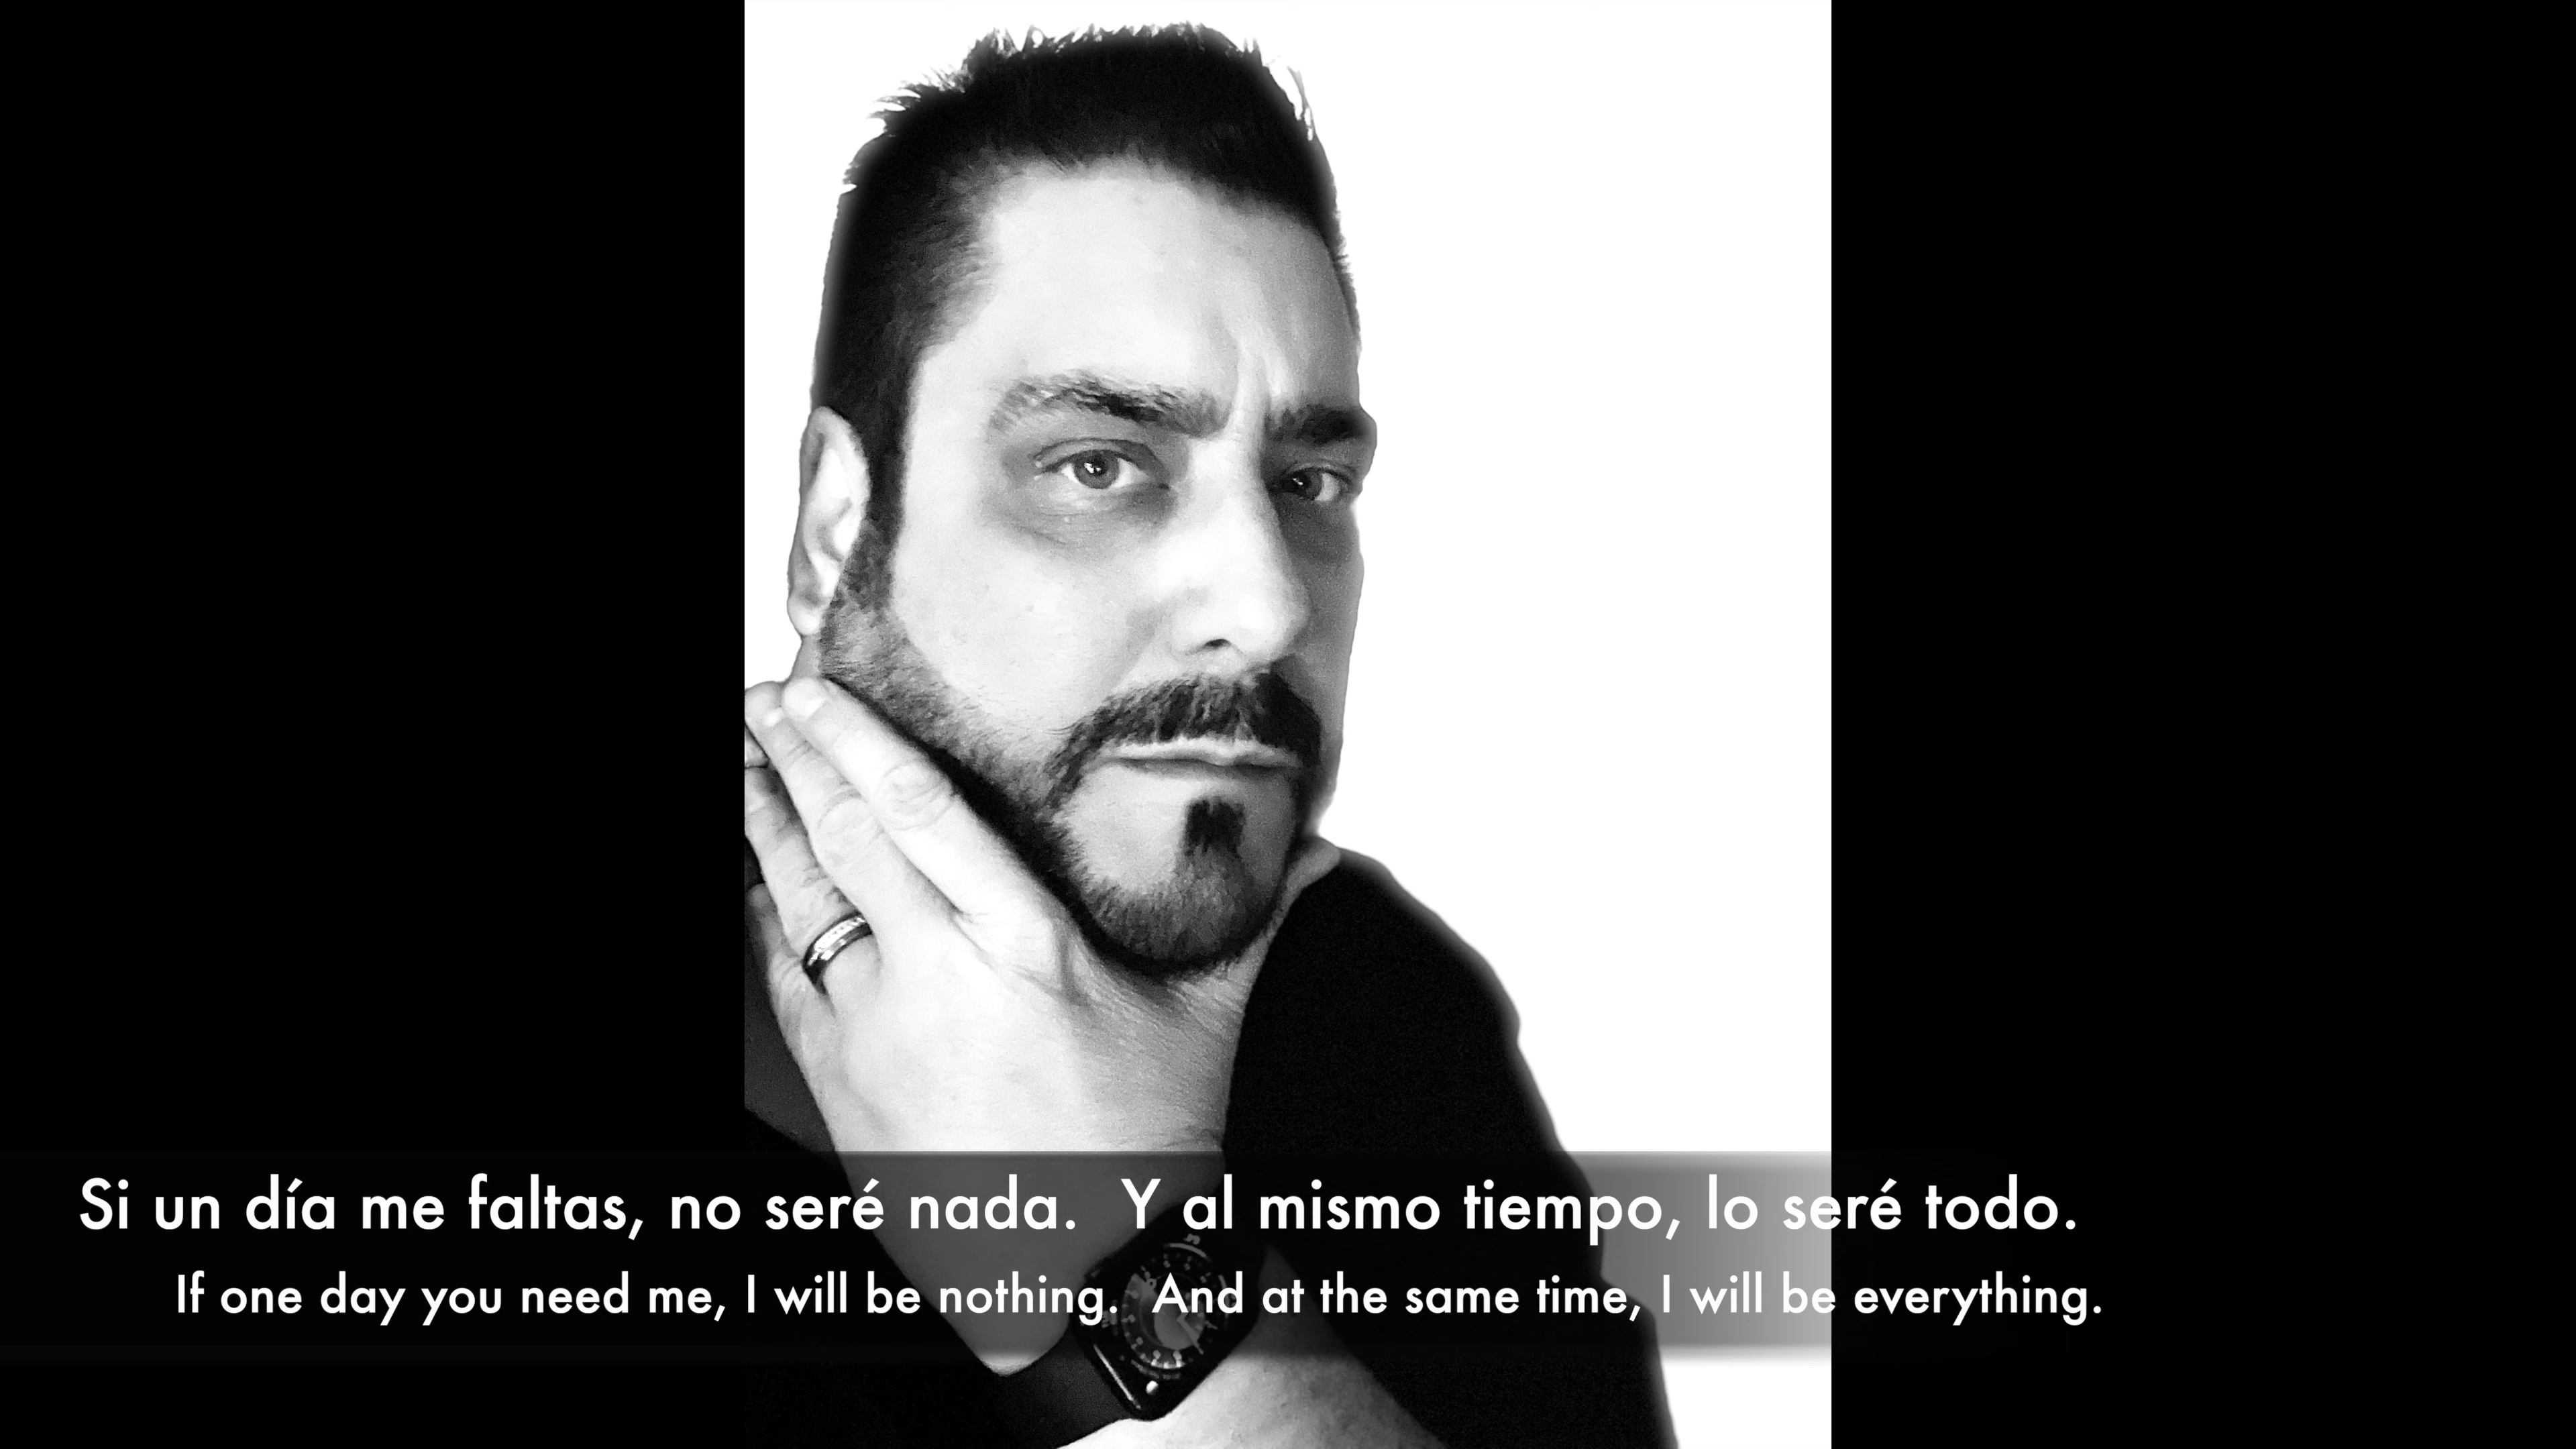 Si un día me faltas, no seré nada. Y al mismo tiempo, lo seré todo.
If one day you need me, I will be nothing. And at the same time, I will be everything.